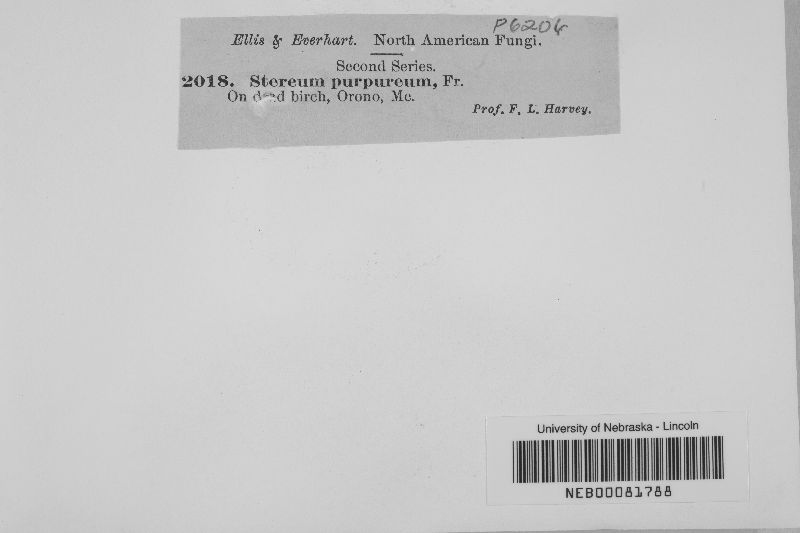 P6206
Ellis & Everhart. North American Fungi.
Second Series.
2018. Stereum purpureum, Fr.
On dead birch, Orono, Me.
Prof. F. L. Harvey.
University of Nebraska - Lincoln
NEB00081788